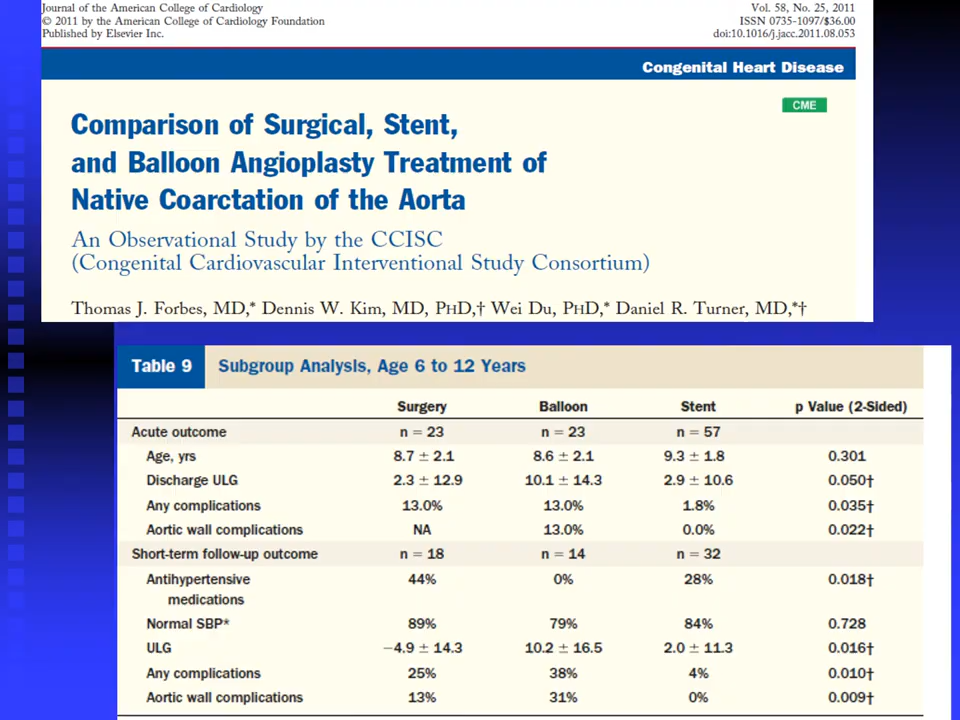 Journal of the American College of Cardiology
Vol. 58, No. 25, 2011
© 2011 by the American College of Cardiology Foundation
ISSN 0735-1097/$36.00
Published by Elsevier Inc.
doi:10.1016/j.jacc.2011.08.053
Congenital Heart Disease
CME
Comparison of Surgical, Stent,
and Balloon Angioplasty Treatment of
Native Coarctation of the Aorta
An Observational Study by the CCISC
(Congenital Cardiovascular Interventional Study Consortium)
Thomas J. Forbes, MD,* Dennis W. Kim, MD, PHD,† Wei Du, PHD,* Daniel R. Turner, MD,*†
Table 9 Subgroup Analysis, Age 6 to 12 Years
Surgery Balloon Stent p Value (2-Sided)
Acute outcome n = 23 n = 23 n = 57
Age, yrs 8.7 ± 2.1 8.6 ± 2.1 9.3 ± 1.8 0.301
Discharge ULG 2.3 ± 12.9 10.1 ± 14.3 2.9 ± 10.6 0.050†
Any complications 13.0% 13.0% 1.8% 0.035†
Aortic wall complications NA 13.0% 0.0% 0.022†
Short-term follow-up outcome n = 18 n = 14 n = 32
Antihypertensive 44% 0% 28% 0.018†
medications
Normal SBP* 89% 79% 84% 0.728
ULG −4.9 ± 14.3 10.2 ± 16.5 2.0 ± 11.3 0.016†
Any complications 25% 38% 4% 0.010†
Aortic wall complications 13% 31% 0% 0.009†